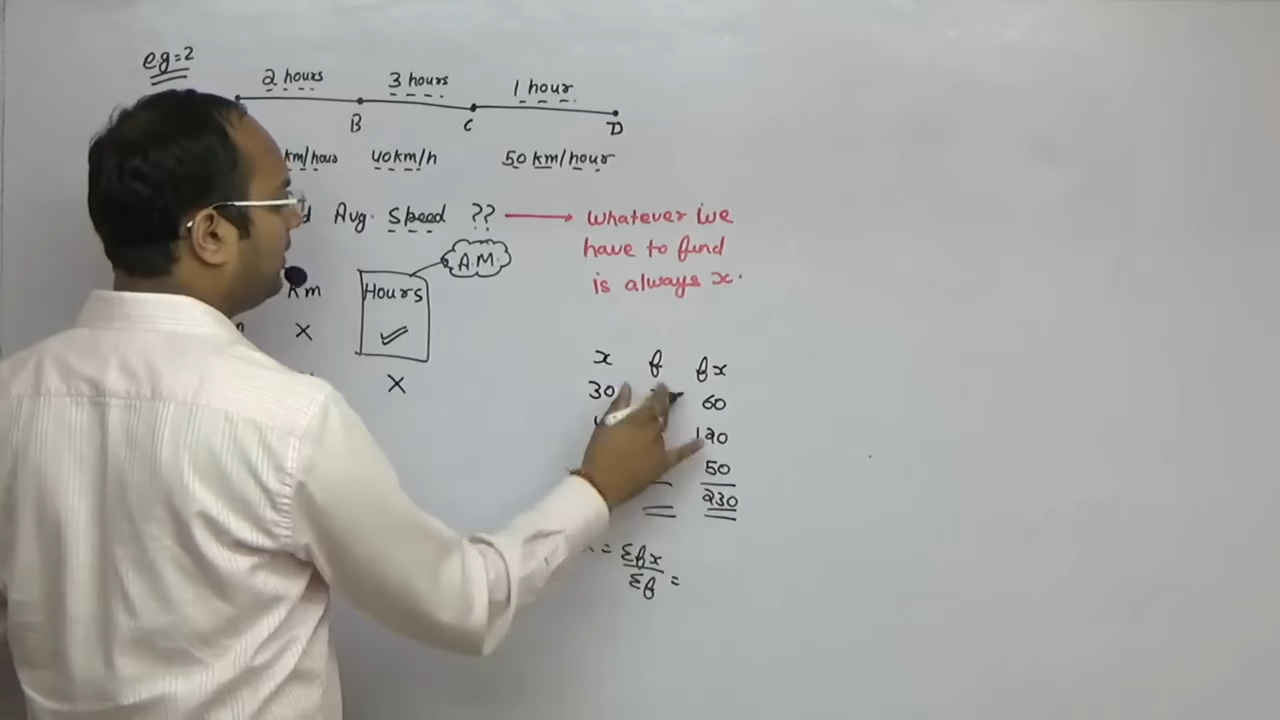 e.g=2
2 hours 3 hours 1 hour
B C D
km/hour 40km/h 50 km/hour
Avg. Speed ?? whatever we
have to find
is always x.
A.M.
Km Hours
x f fx
30 60
120
50
230
= Σfx
Σf =